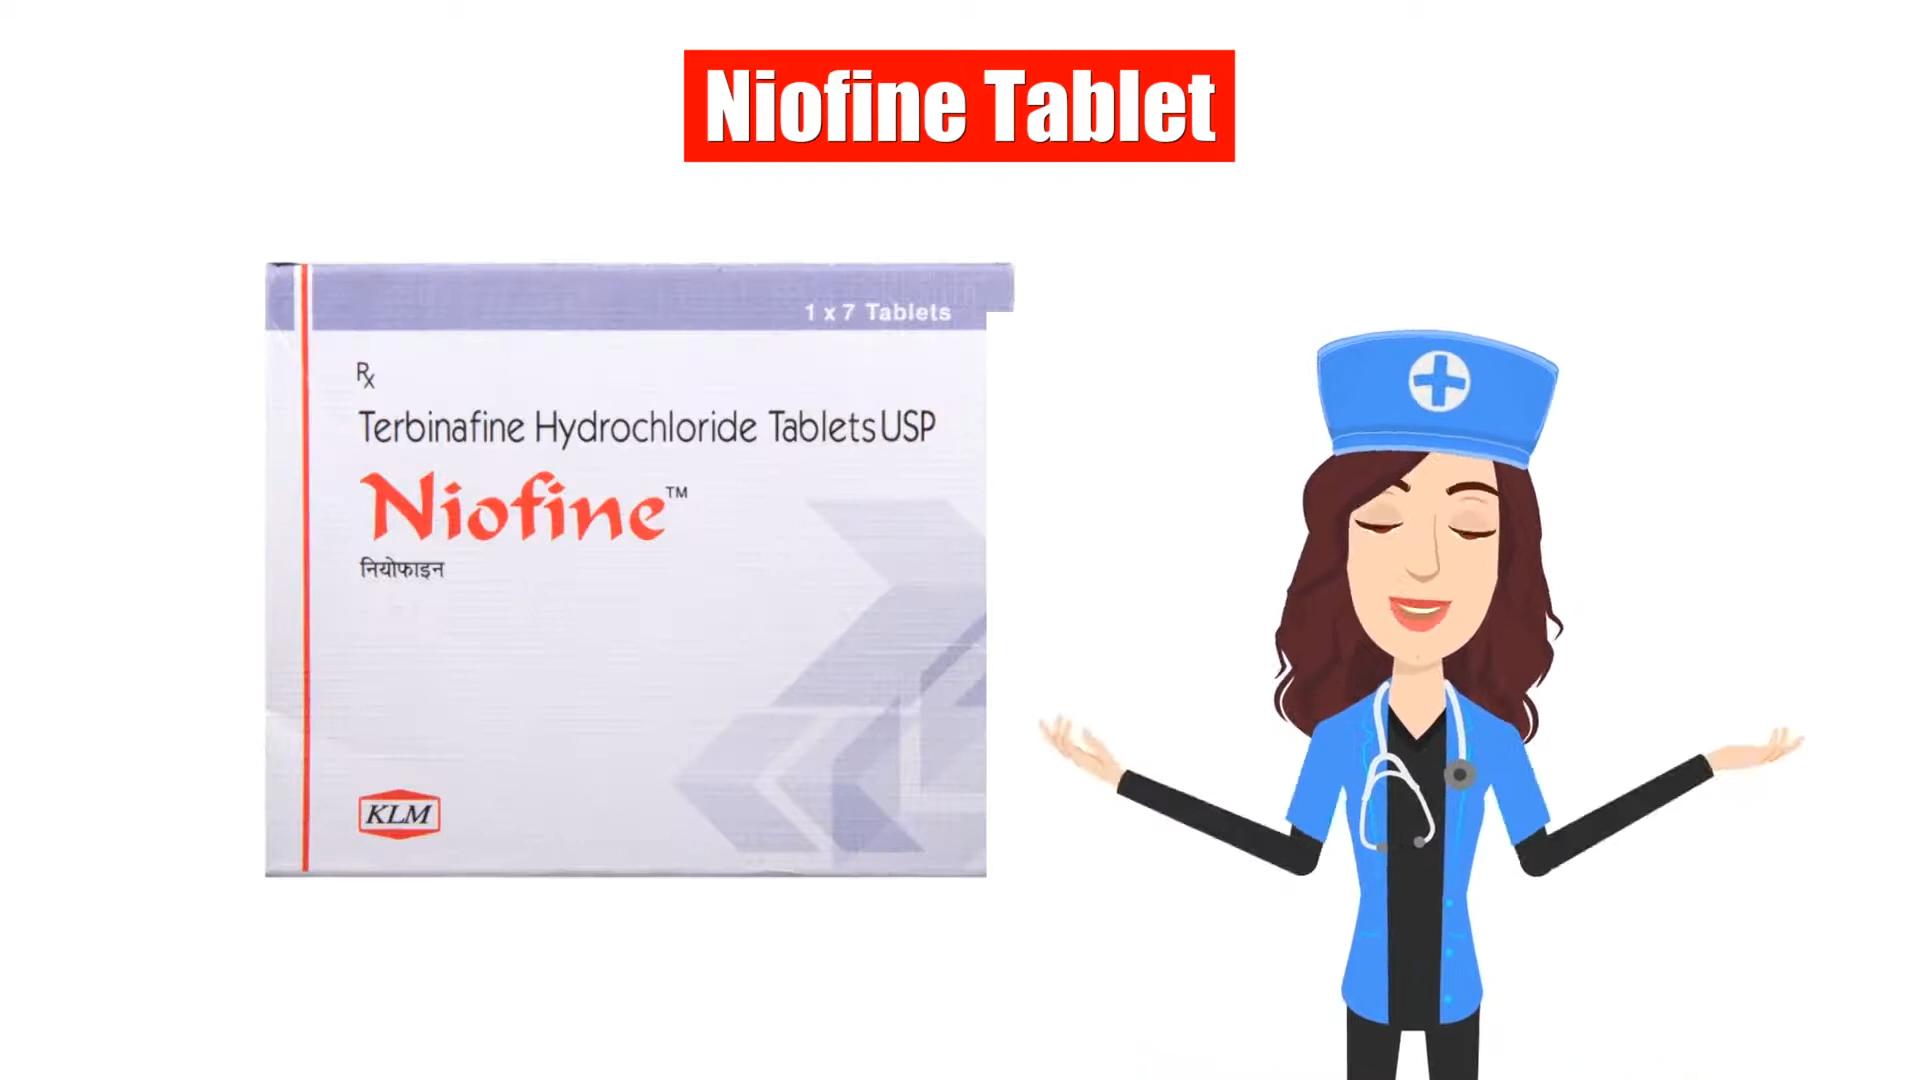 Niofine Tablet
1 x 7 Tablets
Rx
Terbinafine Hydrochloride Tablets USP
Niofine™
नियोफाइन
KLM